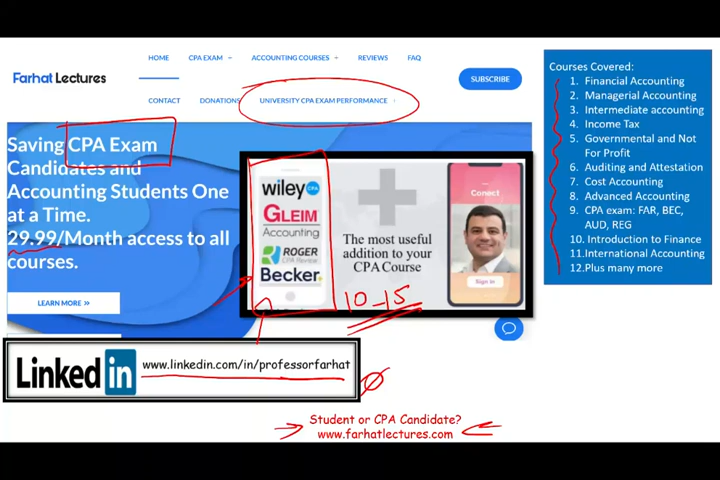 HOME
CPA EXAM
ACCOUNTING COURSES
REVIEWS
FAQ
Farhat Lectures
SUBSCRIBE
CONTACT
DONATIONS
UNIVERSITY CPA EXAM PERFORMANCE
Saving CPA Exam
Candidates and
Accounting Students One
at a Time.
29.99/Month access to all
courses.
LEARN MORE »
wiley CPA
GLEIM
Accounting
ROGER
CPA Review
Becker.
The most useful
addition to your
CPA Course
Conect
Sign in
10-15
Courses Covered:
1. Financial Accounting
2. Managerial Accounting
3. Intermediate accounting
4. Income Tax
5. Governmental and Not
For Profit
6. Auditing and Attestation
7. Cost Accounting
8. Advanced Accounting
9. CPA exam: FAR, BEC,
AUD, REG
10. Introduction to Finance
11.International Accounting
12.Plus many more
Linked in
www.linkedin.com/in/professorfarhat
Student or CPA Candidate?
www.farhatlectures.com